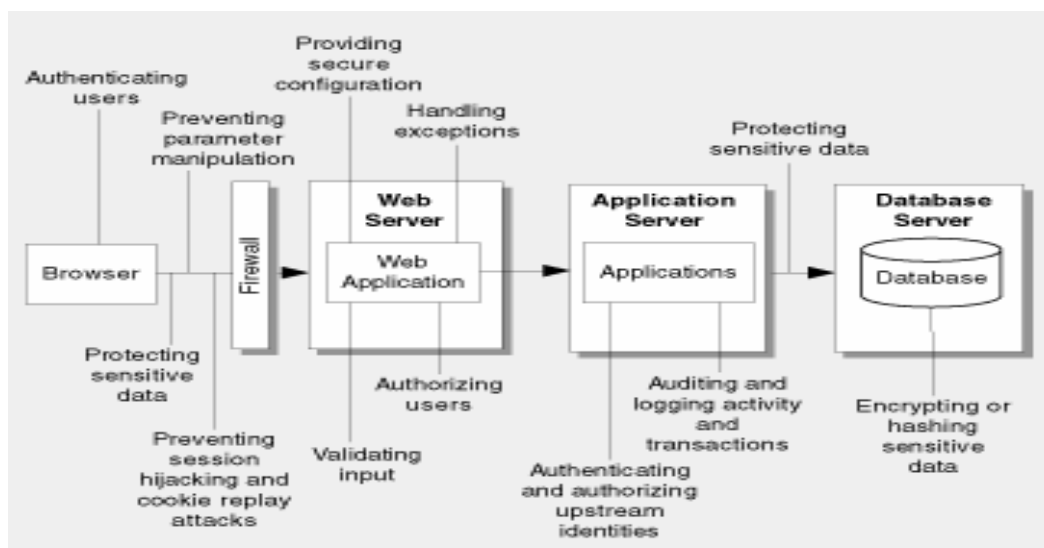 Providing
secure
configuration
Authenticating
users
Preventing
parameter
manipulation
Handling
exceptions
Protecting
sensitive data
Web
Server
Application
Server
Database
Server
Browser
Firewall
Web
Application
Applications
Database
Protecting
sensitive
data
Authorizing
users
Auditing and
logging activity
and
transactions
Encrypting or
hashing
sensitive
data
Preventing
session
hijacking and
cookie replay
attacks
Validating
input
Authenticating
and authorizing
upstream
identities